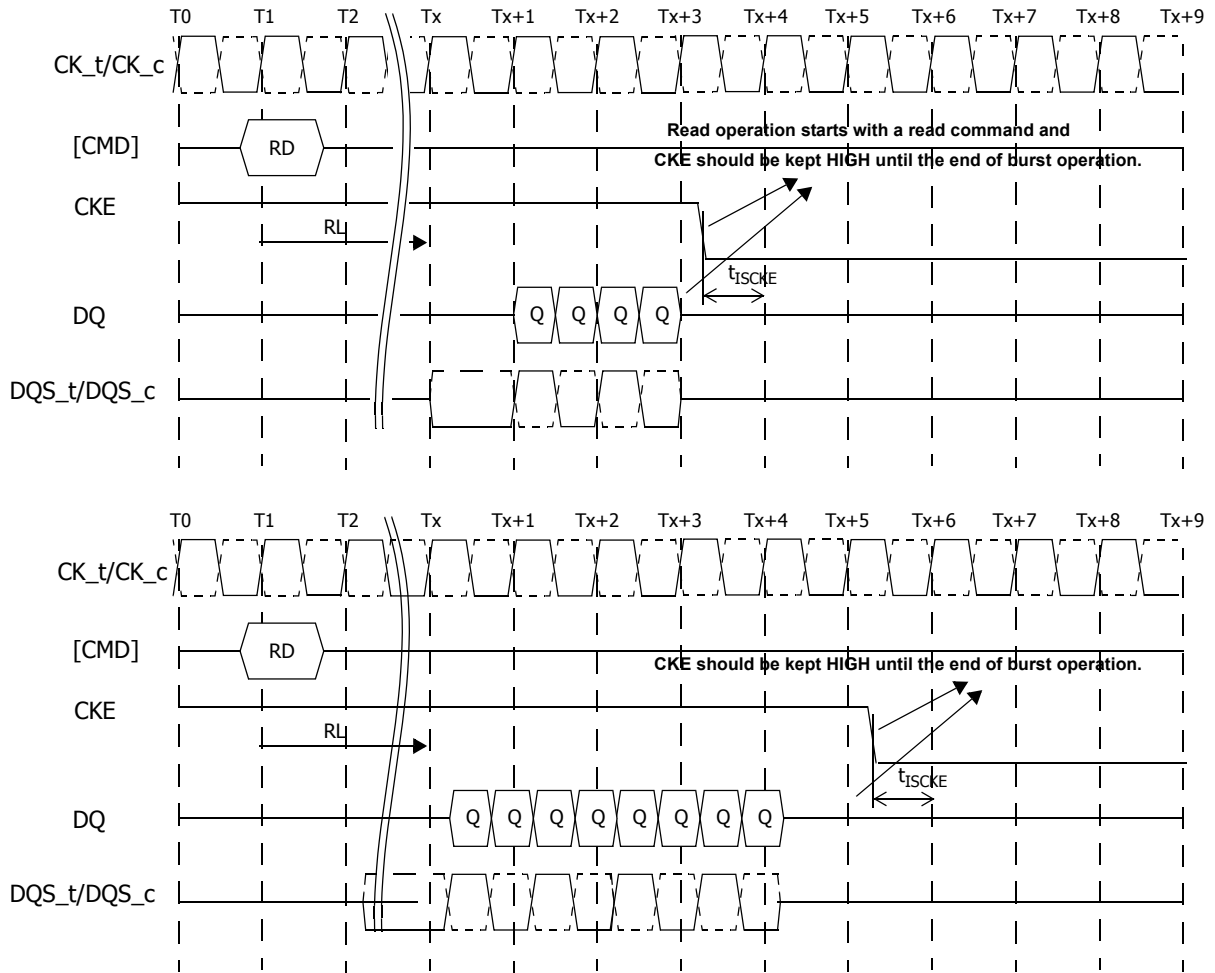 T0 T1 T2 Tx Tx+1 Tx+2 Tx+3 Tx+4 Tx+5 Tx+6 Tx+7 Tx+8 Tx+9
CK_t/CK_c
[CMD] RD
Read operation starts with a read command and
CKE should be kept HIGH until the end of burst operation.
CKE
RL
tISCKE
DQ Q Q Q Q
DQS_t/DQS_c
T0 T1 T2 Tx Tx+1 Tx+2 Tx+3 Tx+4 Tx+5 Tx+6 Tx+7 Tx+8 Tx+9
CK_t/CK_c
[CMD] RD
CKE should be kept HIGH until the end of burst operation.
CKE
RL
tISCKE
DQ Q Q Q Q Q Q Q Q
DQS_t/DQS_c